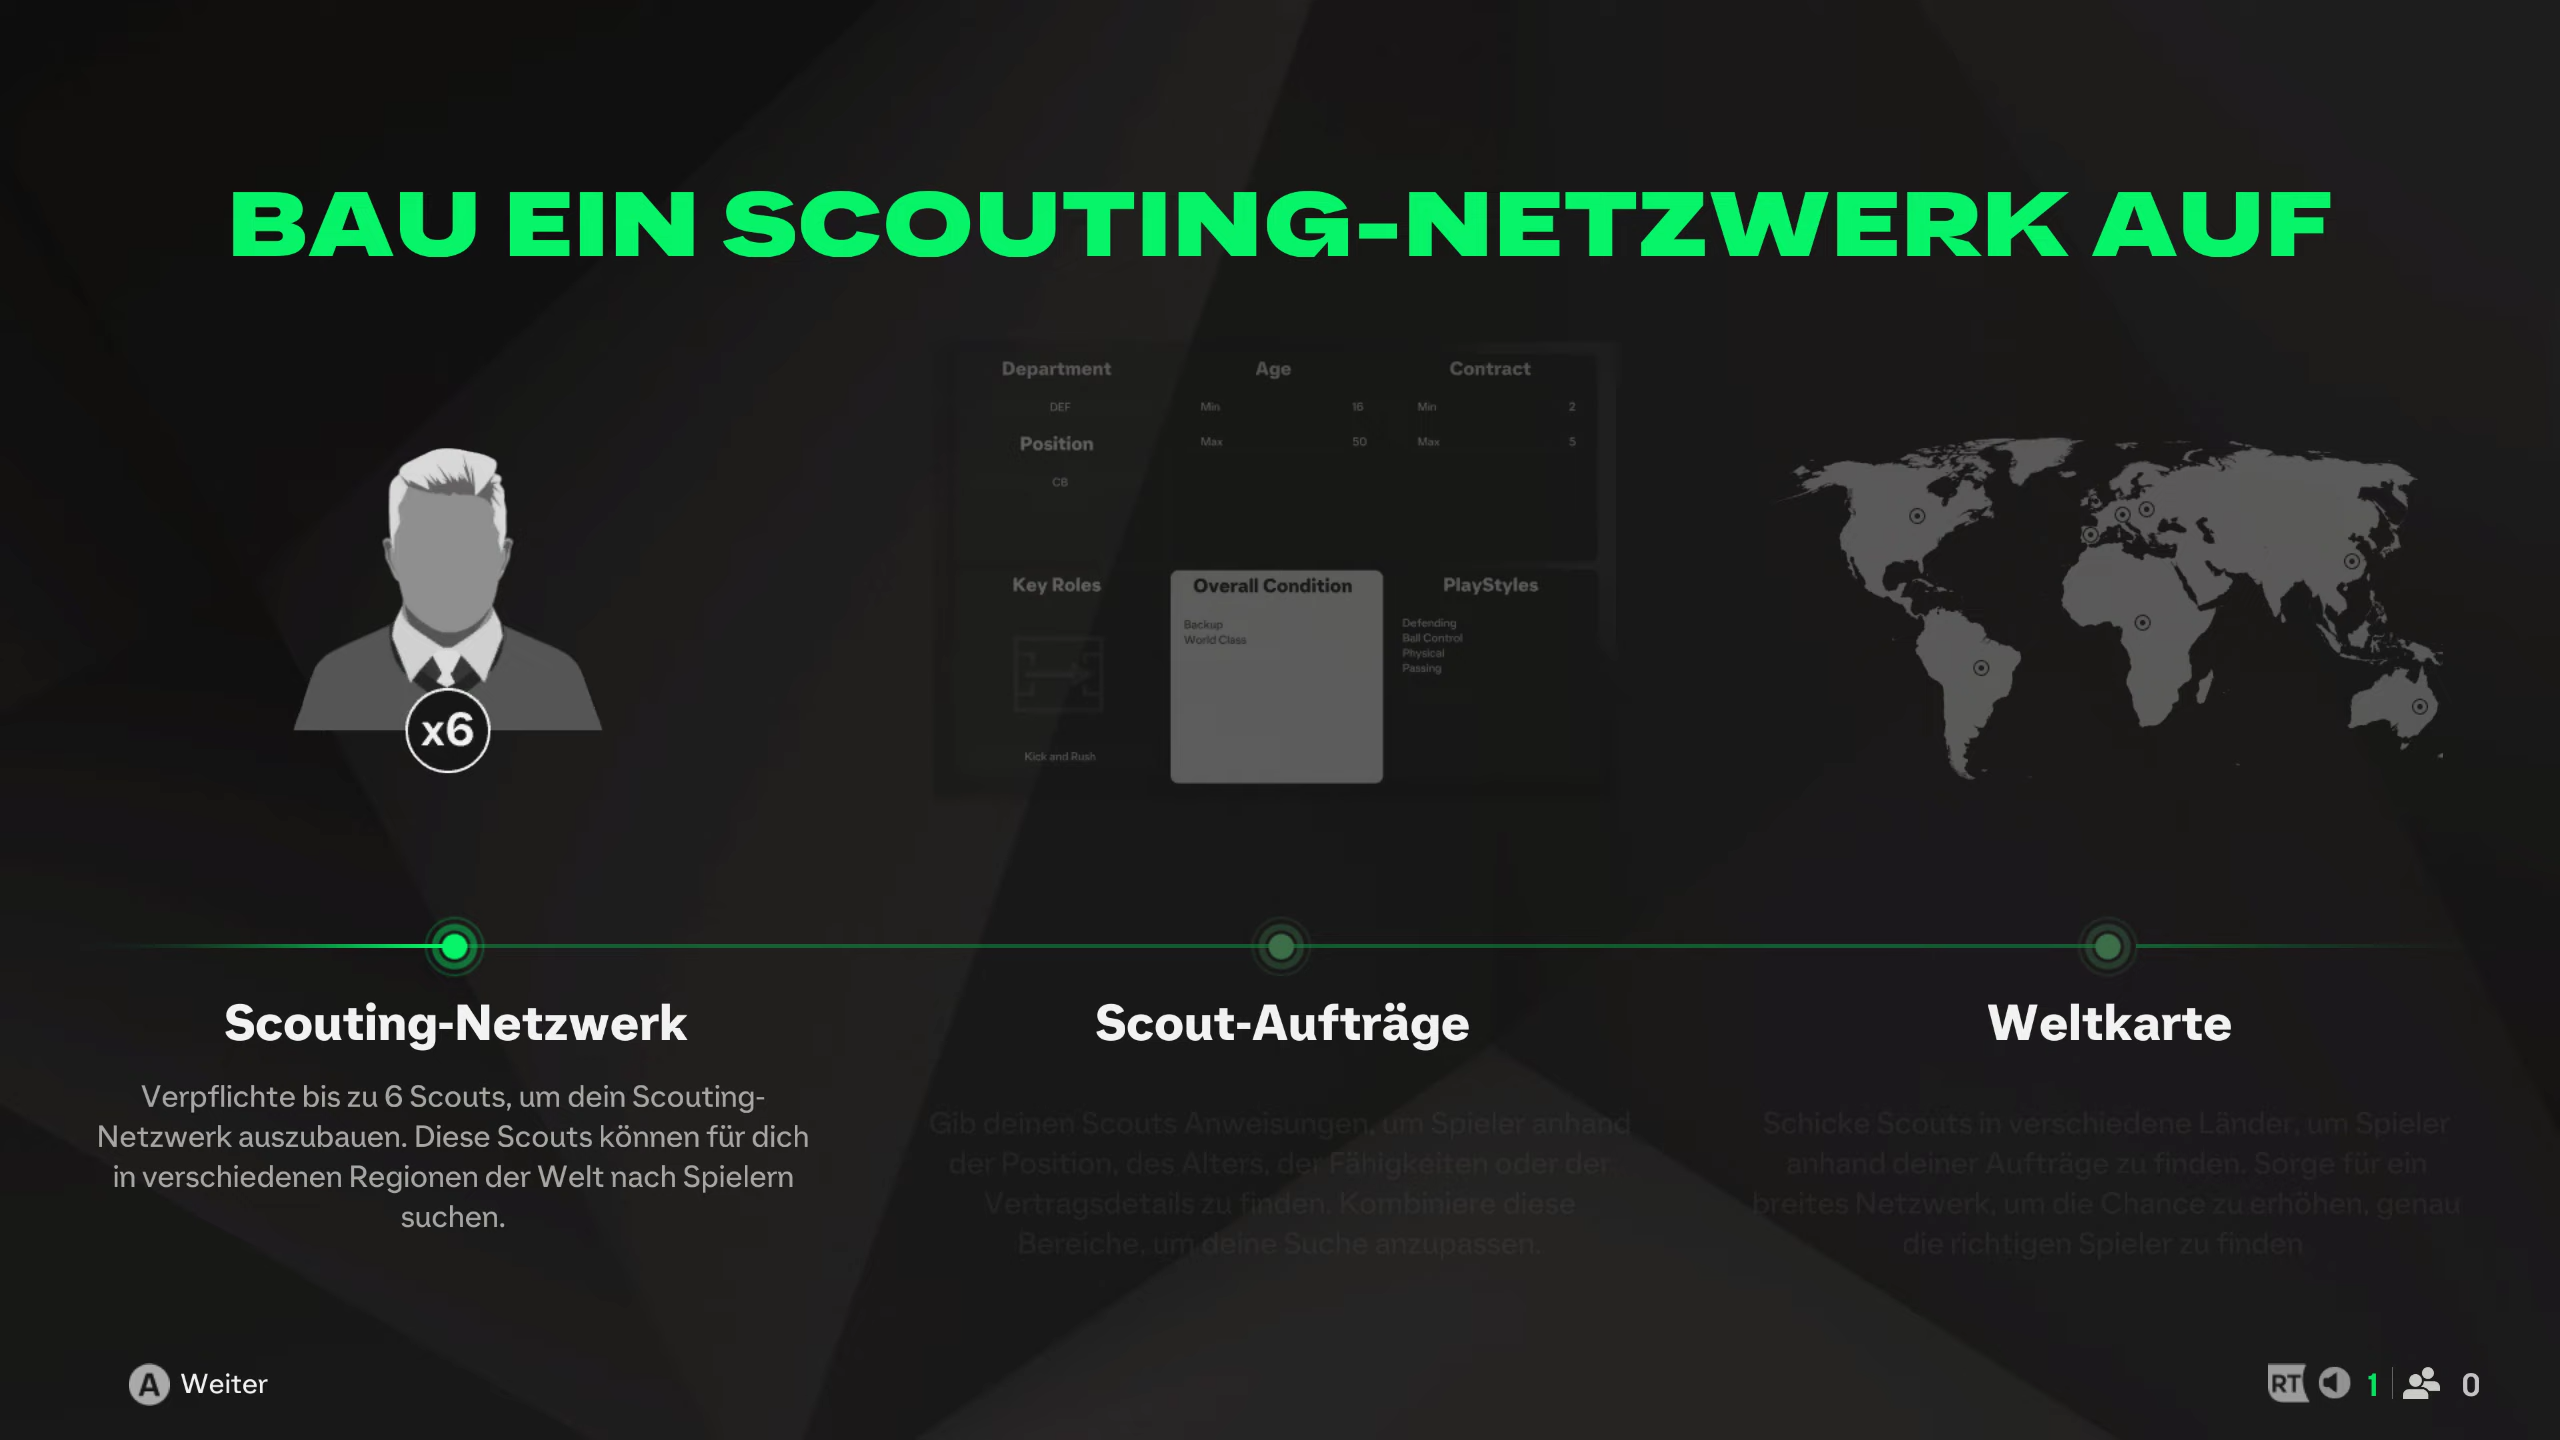 BAU EIN SCOUTING-NETZWERK AUF
x6
Department
DEF
Position
CB
Age
Min 16
Max 50
Contract
Min 2
Max 5
Key Roles
Kick and Rush
Overall Condition
Backup
World Class
PlayStyles
Defending
Ball Control
Physical
Passing
Scouting-Netzwerk
Verpflichte bis zu 6 Scouts, um dein Scouting-
Netzwerk auszubauen. Diese Scouts können für dich
in verschiedenen Regionen der Welt nach Spielern
suchen.
Scout-Aufträge
Gib deinen Scouts Anweisungen, um Spieler anhand
der Position, des Alters, der Fähigkeiten oder der
Vertragsdetails zu finden. Kombiniere diese
Bereiche, um deine Suche anzupassen.
Weltkarte
Schicke Scouts in verschiedene Länder, um Spieler
anhand deiner Aufträge zu finden. Sorge für ein
breites Netzwerk, um die Chance zu erhöhen, genau
die richtigen Spieler zu finden.
A Weiter
RT 1 0